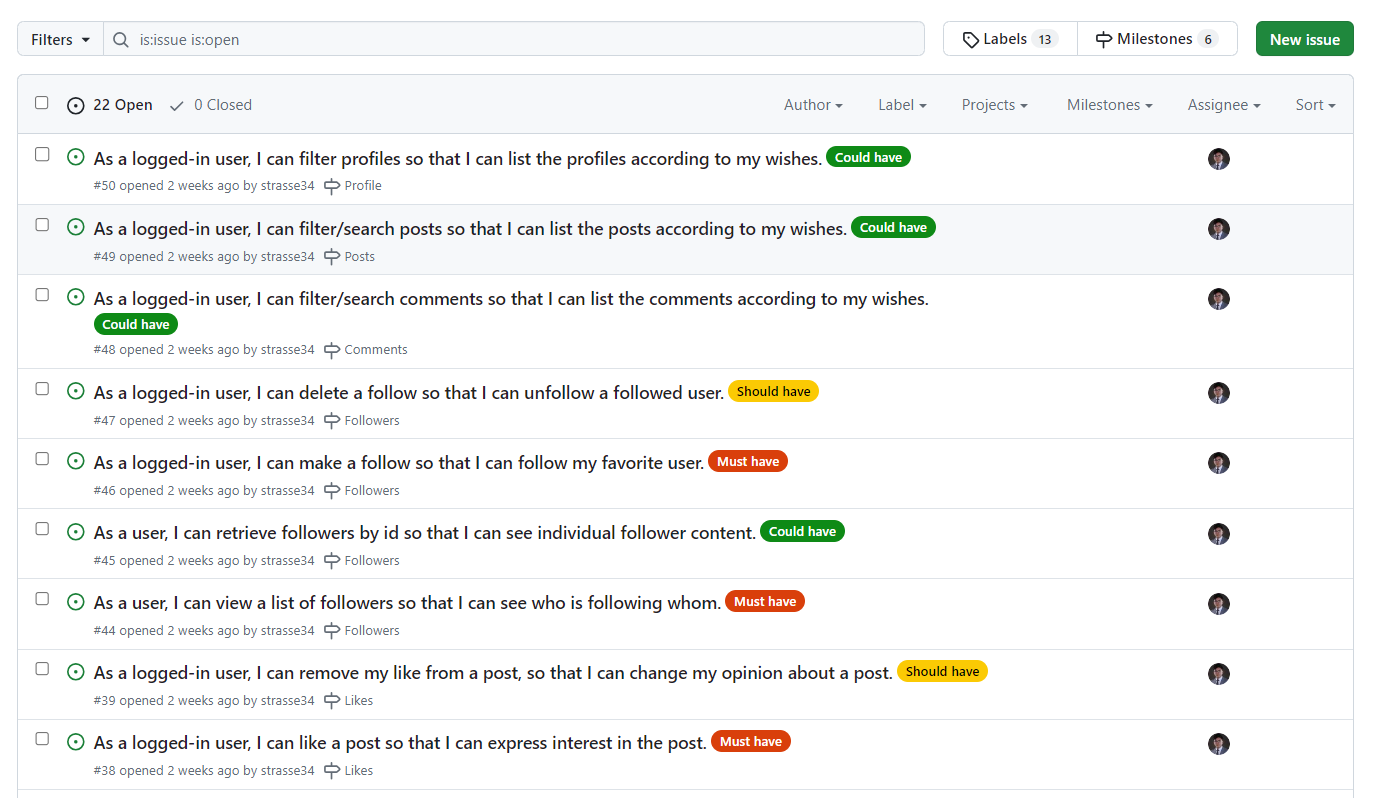 Filters is:issue is:open Labels 13 Milestones 6 New issue
22 Open 0 Closed Author Label Projects Milestones Assignee Sort
As a logged-in user, I can filter profiles so that I can list the profiles according to my wishes. Could have
#50 opened 2 weeks ago by strasse34 Profile
As a logged-in user, I can filter/search posts so that I can list the posts according to my wishes. Could have
#49 opened 2 weeks ago by strasse34 Posts
As a logged-in user, I can filter/search comments so that I can list the comments according to my wishes.
Could have
#48 opened 2 weeks ago by strasse34 Comments
As a logged-in user, I can delete a follow so that I can unfollow a followed user. Should have
#47 opened 2 weeks ago by strasse34 Followers
As a logged-in user, I can make a follow so that I can follow my favorite user. Must have
#46 opened 2 weeks ago by strasse34 Followers
As a user, I can retrieve followers by id so that I can see individual follower content. Could have
#45 opened 2 weeks ago by strasse34 Followers
As a user, I can view a list of followers so that I can see who is following whom. Must have
#44 opened 2 weeks ago by strasse34 Followers
As a logged-in user, I can remove my like from a post, so that I can change my opinion about a post. Should have
#39 opened 2 weeks ago by strasse34 Likes
As a logged-in user, I can like a post so that I can express interest in the post. Must have
#38 opened 2 weeks ago by strasse34 Likes